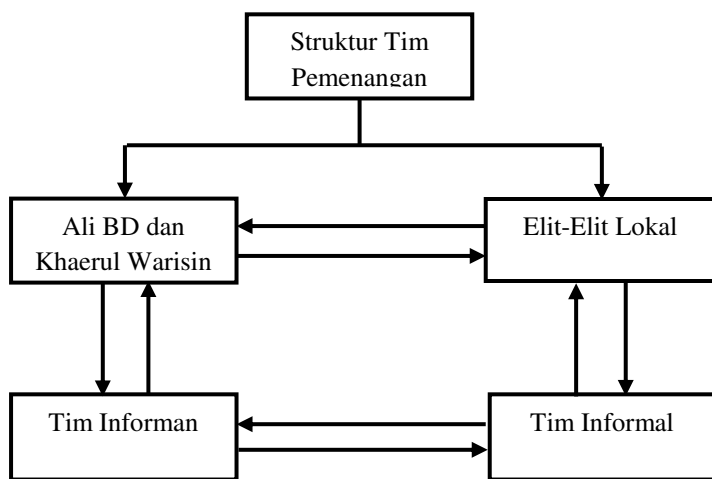 Struktur Tim
Pemenangan
Ali BD dan
Khaerul Warisin
Elit-Elit Lokal
Tim Informan
Tim Informal